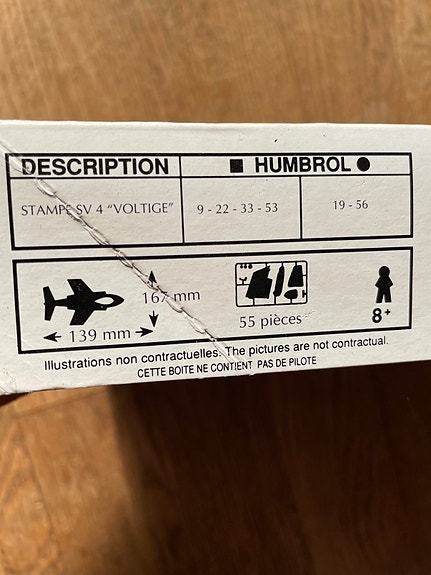 DESCRIPTION ■ HUMBROL ●
STAMPE SV 4 “VOLTIGE” 9 - 22 - 33 - 53 19 - 56
167 mm
139 mm
55 pièces
8+
Illustrations non contractuelles. The pictures are not contractual.
CETTE BOITE NE CONTIENT PAS DE PILOTE